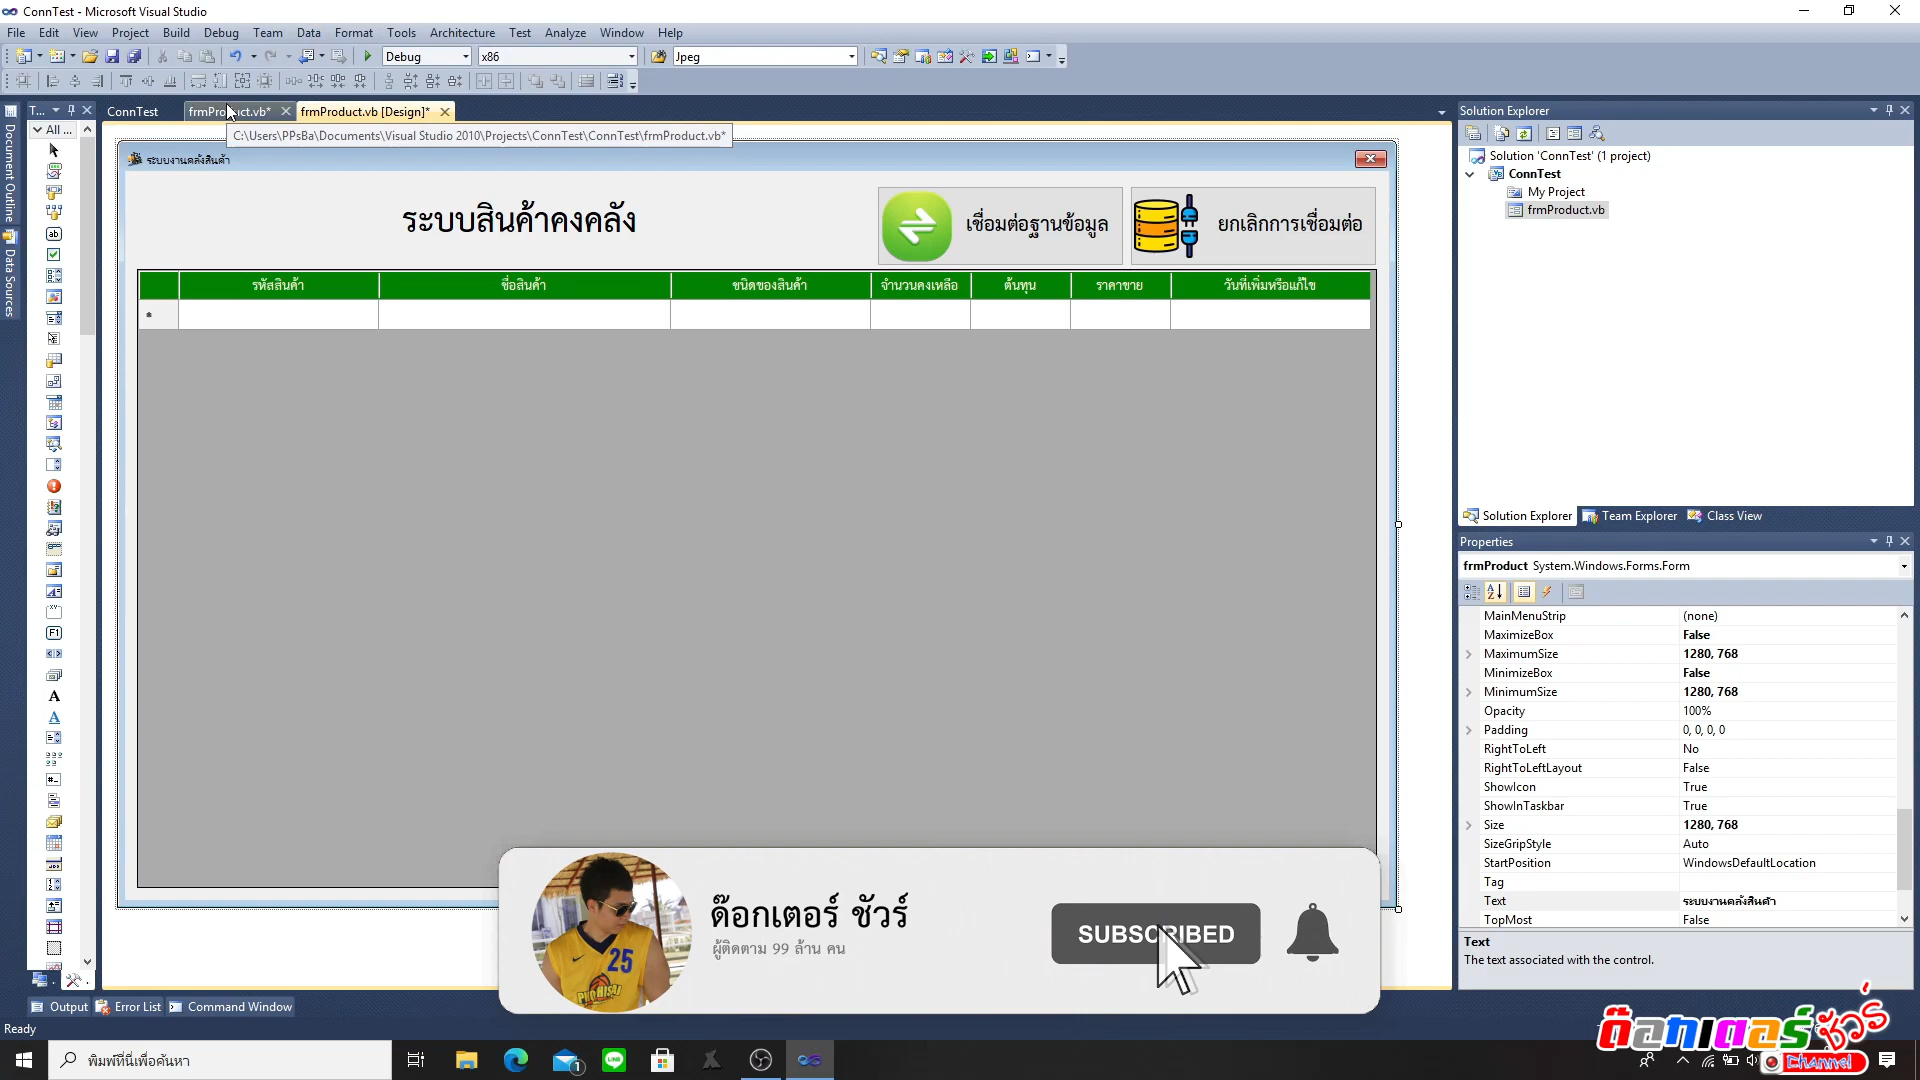 ConnTest - Microsoft Visual Studio
File Edit View Project Build Debug Team Data Format Tools Architecture Test Analyze Window Help
Debug x86 Jpeg
T... ConnTest frmProduct.vb* frmProduct.vb [Design]* Solution Explorer
All ...
C:\Users\PPsBa\Documents\Visual Studio 2010\Projects\ConnTest\ConnTest\frmProduct.vb*
Document Outline
Data Sources
Solution 'ConnTest' (1 project)
ConnTest
My Project
frmProduct.vb
ระบบงานคลังสินค้า
ระบบสินค้าคงคลัง
เชื่อมต่อฐานข้อมูล
ยกเลิกการเชื่อมต่อ
รหัสสินค้า ชื่อสินค้า ชนิดของสินค้า จำนวนคงเหลือ ต้นทุน ราคาขาย วันที่เพิ่มหรือแก้ไข
Solution Explorer Team Explorer Class View
Properties
frmProduct System.Windows.Forms.Form
MainMenuStrip (none)
MaximizeBox False
MaximumSize 1280, 768
MinimizeBox False
MinimumSize 1280, 768
Opacity 100%
Padding 0, 0, 0, 0
RightToLeft No
RightToLeftLayout False
ShowIcon True
ShowInTaskbar True
Size 1280, 768
SizeGripStyle Auto
StartPosition WindowsDefaultLocation
Tag
Text ระบบงานคลังสินค้า
TopMost False
Text
The text associated with the control.
25
ด๊อกเตอร์ ชัวร์
ผู้ติดตาม 99 ล้าน คน
SUBSCRIBED
Output Error List Command Window
Ready
พิมพ์ที่นี่เพื่อค้นหา
ด๊อกเตอร์ ชัวร์
Channel